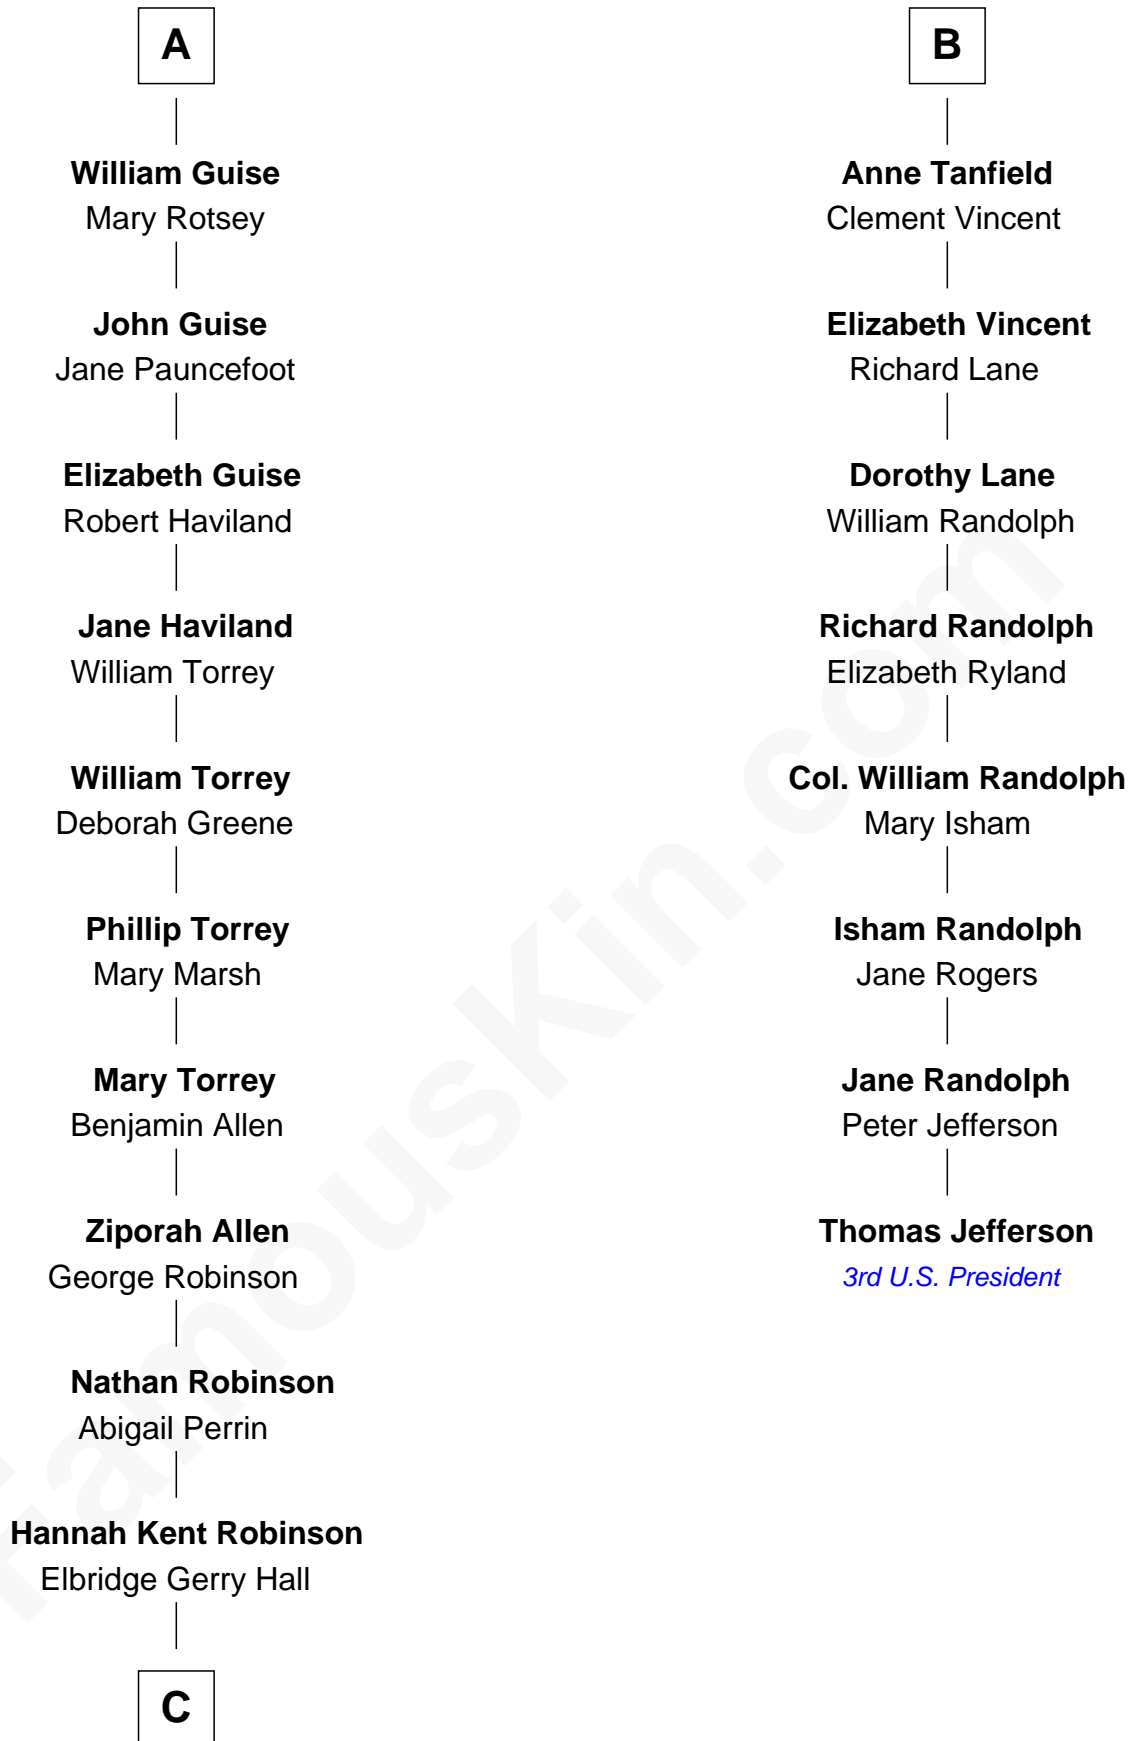 A
William Guise
Mary Rotsey
John Guise
Jane Pauncefoot
Elizabeth Guise
Robert Haviland
Jane Haviland
William Torrey
William Torrey
Deborah Greene
Phillip Torrey
Mary Marsh
Mary Torrey
Benjamin Allen
Ziporah Allen
George Robinson
Nathan Robinson
Abigail Perrin
Hannah Kent Robinson
Elbridge Gerry Hall
C
B
Anne Tanfield
Clement Vincent
Elizabeth Vincent
Richard Lane
Dorothy Lane
William Randolph
Richard Randolph
Elizabeth Ryland
Col. William Randolph
Mary Isham
Isham Randolph
Jane Rogers
Jane Randolph
Peter Jefferson
Thomas Jefferson
3rd U.S. President
FamousKin.com